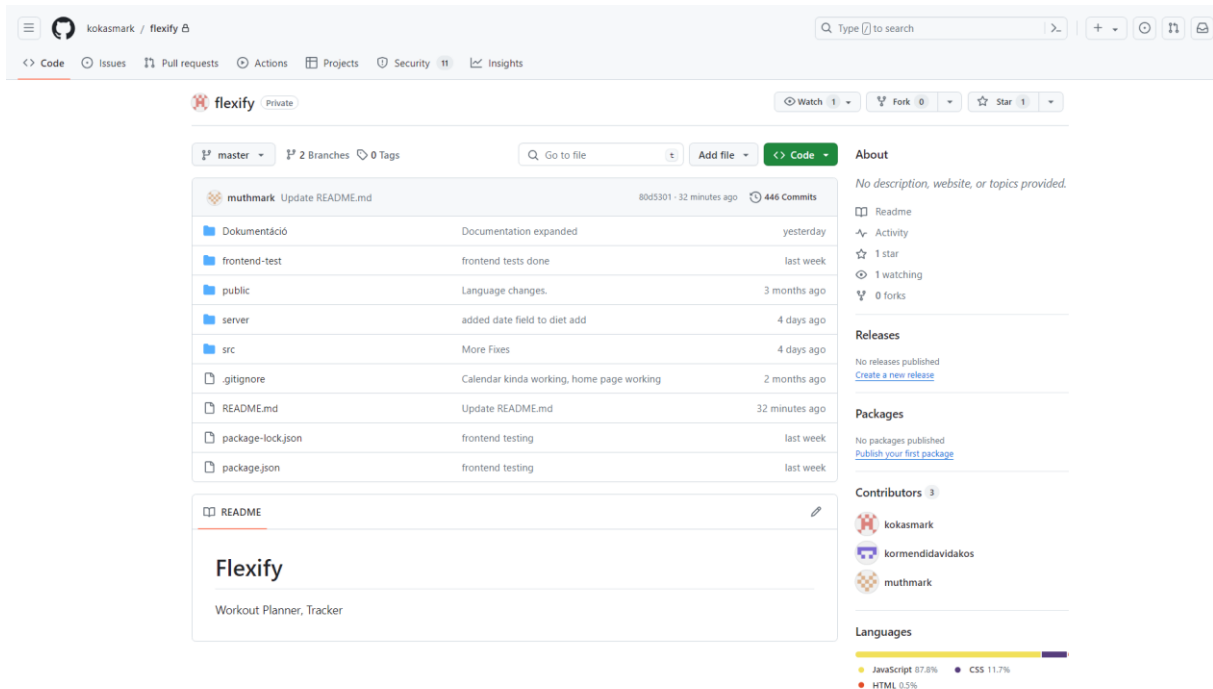 kokasmark / flexify
Type / to search
<> Code Issues Pull requests Actions Projects Security 11 Insights
flexify Private
Watch 1 Fork 0 Star 1
master 2 Branches 0 Tags Go to file t Add file <> Code
muthmark Update README.md 80d5301 · 32 minutes ago 446 Commits
Dokumentáció Documentation expanded yesterday
frontend-test frontend tests done last week
public Language changes. 3 months ago
server added date field to diet add 4 days ago
src More Fixes 4 days ago
.gitignore Calendar kinda working, home page working 2 months ago
README.md Update README.md 32 minutes ago
package-lock.json frontend testing last week
package.json frontend testing last week
README
Flexify
Workout Planner, Tracker
About
No description, website, or topics provided.
Readme
Activity
1 star
1 watching
0 forks
Releases
No releases published
Create a new release
Packages
No packages published
Publish your first package
Contributors 3
kokasmark
kormendidavidakos
muthmark
Languages
JavaScript 87.8% CSS 11.7%
HTML 0.5%